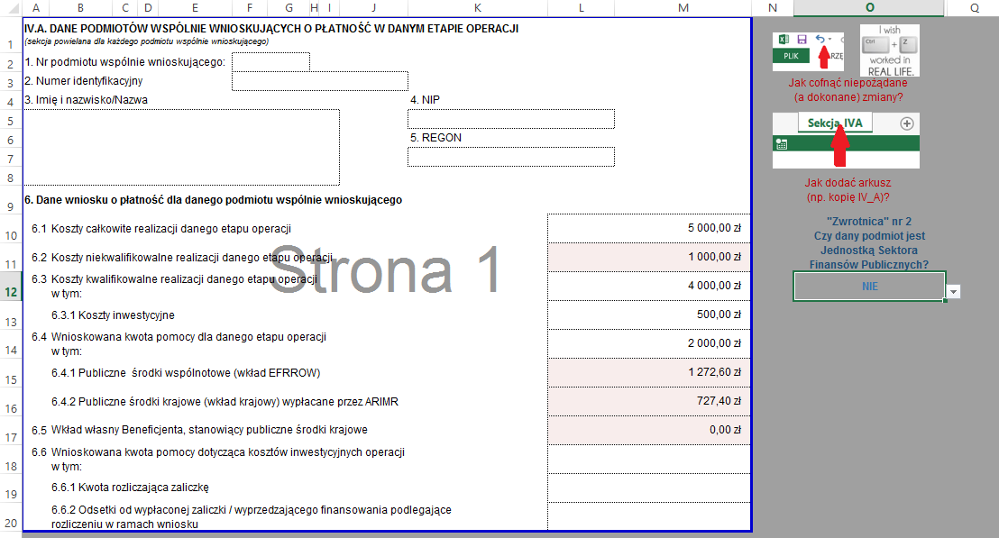 A B C D E F G H I J K L M N O Q
1 IV.A. DANE PODMIOTÓW WSPÓLNIE WNIOSKUJĄCYCH O PŁATNOŚĆ W DANYM ETAPIE OPERACJI
(sekcja powielana dla każdego podmiotu wspólnie wnioskującego)
2 1. Nr podmiotu wspólnie wnioskującego:
3 2. Numer identyfikacyjny
4 3. Imię i nazwisko/Nazwa 4. NIP
5
6 5. REGON
7
8
9 6. Dane wniosku o płatność dla danego podmiotu wspólnie wnioskującego
10 6.1 Koszty całkowite realizacji danego etapu operacji 5 000,00 zł
11 6.2 Koszty niekwalifikowalne realizacji danego etapu operacji 1 000,00 zł
12 6.3 Koszty kwalifikowalne realizacji danego etapu operacji 4 000,00 zł
w tym:
13 6.3.1 Koszty inwestycyjne 500,00 zł
14 6.4 Wnioskowana kwota pomocy dla danego etapu operacji 2 000,00 zł
w tym:
15 6.4.1 Publiczne środki wspólnotowe (wkład EFRROW) 1 272,60 zł
16 6.4.2 Publiczne środki krajowe (wkład krajowy) wypłacane przez ARIMR 727,40 zł
17 6.5 Wkład własny Beneficjenta, stanowiący publiczne środki krajowe 0,00 zł
18 6.6 Wnioskowana kwota pomocy dotycząca kosztów inwestycyjnych operacji
w tym:
19 6.6.1 Kwota rozliczająca zaliczkę
20 6.6.2 Odsetki od wypłaconej zaliczki / wyprzedzającego finansowania podlegające
rozliczeniu w ramach wniosku
Strona 1
PLIK
I wish
Ctrl + Z
worked in
REAL LIFE.
Jak cofnąć niepożądane
(a dokonane) zmiany?
Sekcja IVA
Jak dodać arkusz
(np. kopię IV_A)?
"Zwrotnica" nr 2
Czy dany podmiot jest
Jednostką Sektora
Finansów Publicznych?
NIE